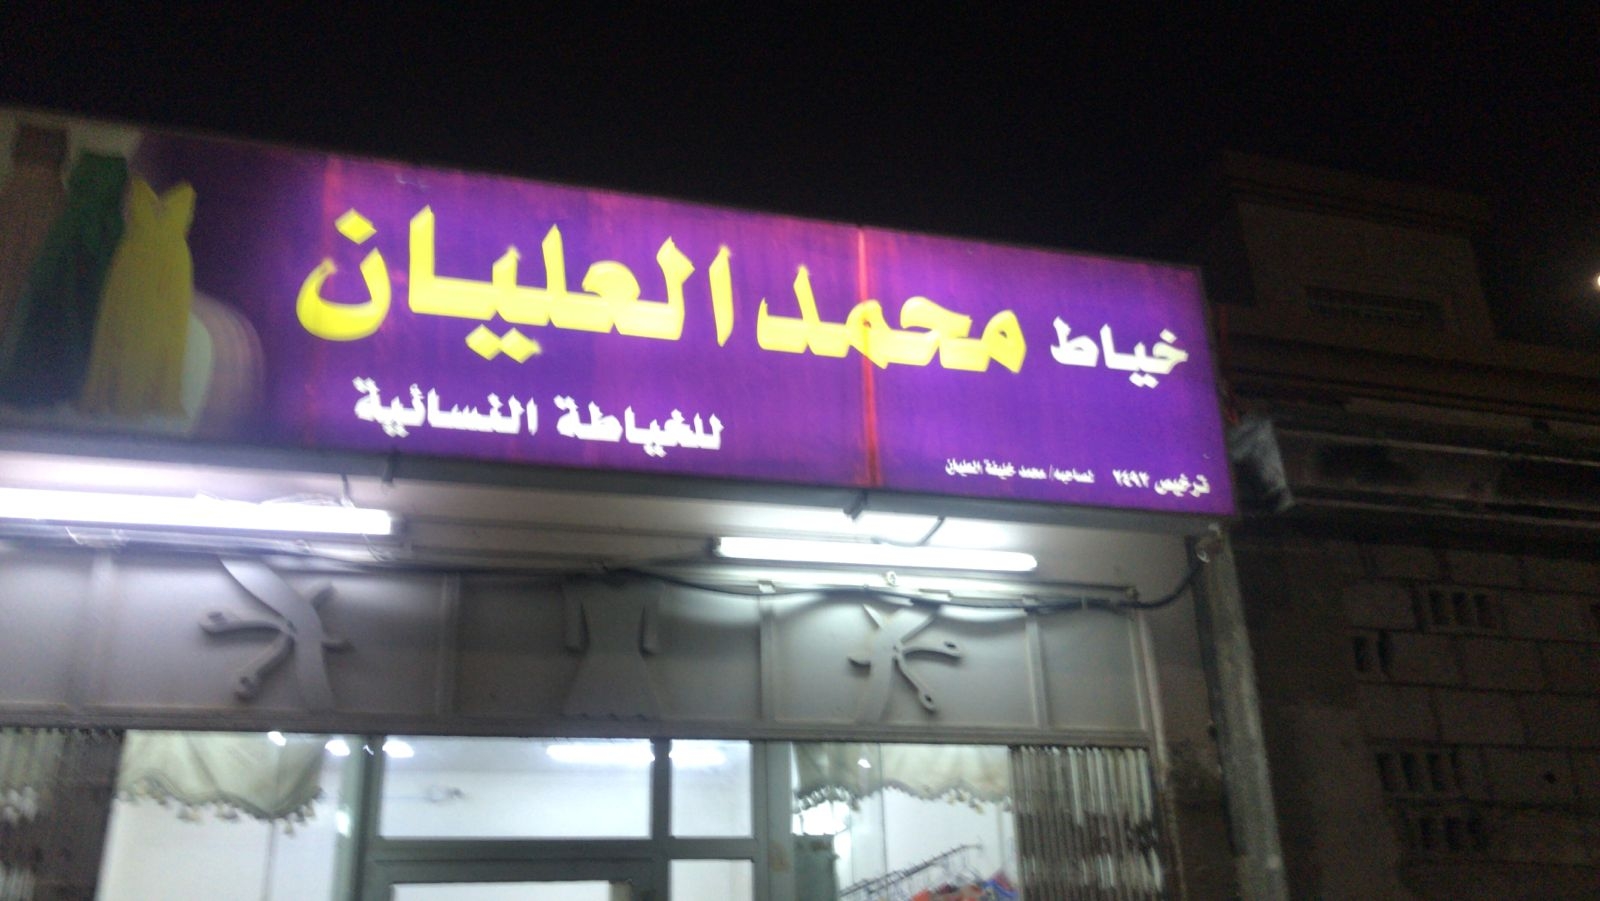 خياط محمد العليان
للخياطة النسائية
ترخيص ٢٤٩٢ لصاحبه / محمد خليفة العليان